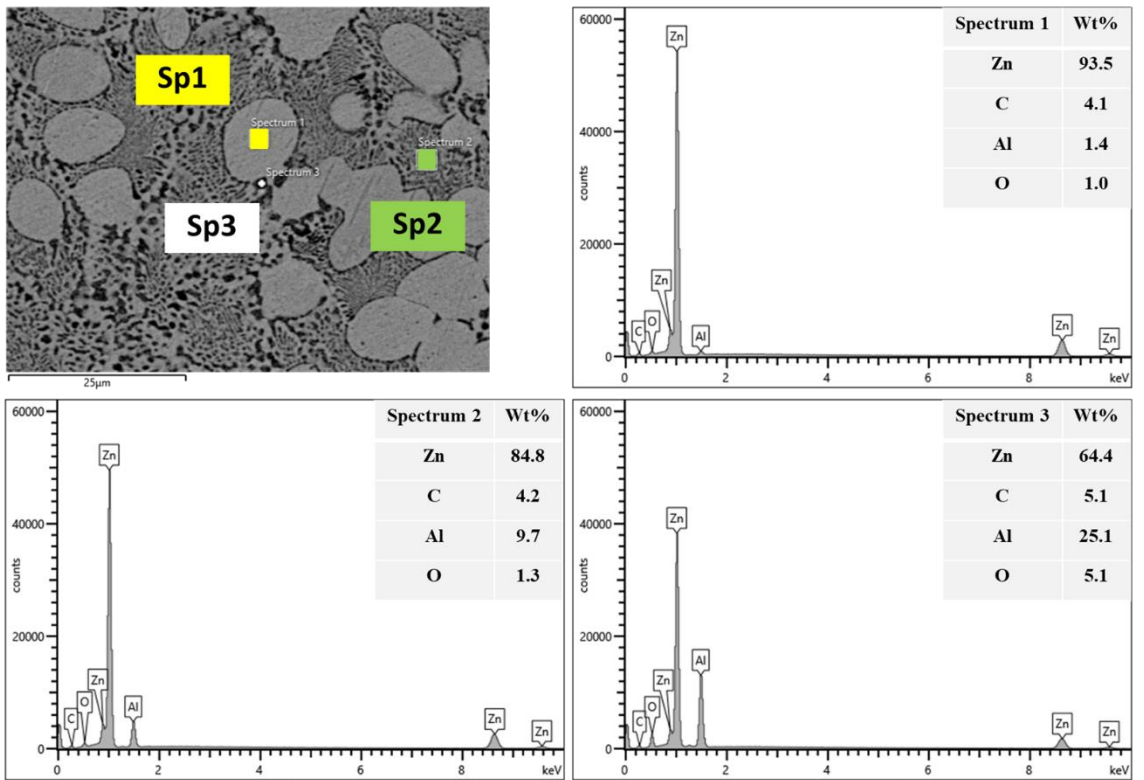 Sp1
Spectrum 1
Spectrum 2
Spectrum 3
Sp3
Sp2
25μm
Spectrum 1 Wt%
Zn 93.5
C 4.1
Al 1.4
O 1.0
60000
40000
20000
0
counts
Zn
Zn
C
O
Al
Zn
Zn
0 2 4 6 8 keV
Spectrum 2 Wt%
Zn 84.8
C 4.2
Al 9.7
O 1.3
60000
40000
20000
0
counts
Zn
Zn
C
O
Al
Zn
Zn
0 2 4 6 8 keV
Spectrum 3 Wt%
Zn 64.4
C 5.1
Al 25.1
O 5.1
60000
40000
20000
0
counts
Zn
Zn
C
O
Al
Zn
Zn
0 2 4 6 8 keV